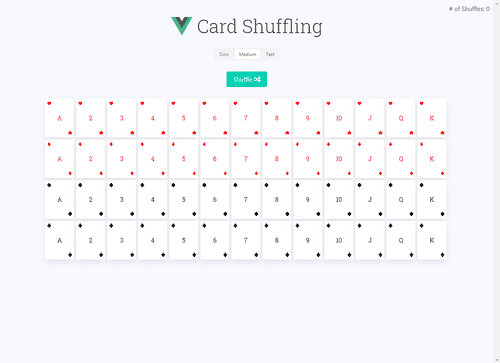 # of Shuffles: 0
Card Shuffling
Slow Medium Fast
Shuffle
A 2 3 4 5 6 7 8 9 10 J Q K
A 2 3 4 5 6 7 8 9 10 J Q K
A 2 3 4 5 6 7 8 9 10 J Q K
A 2 3 4 5 6 7 8 9 10 J Q K